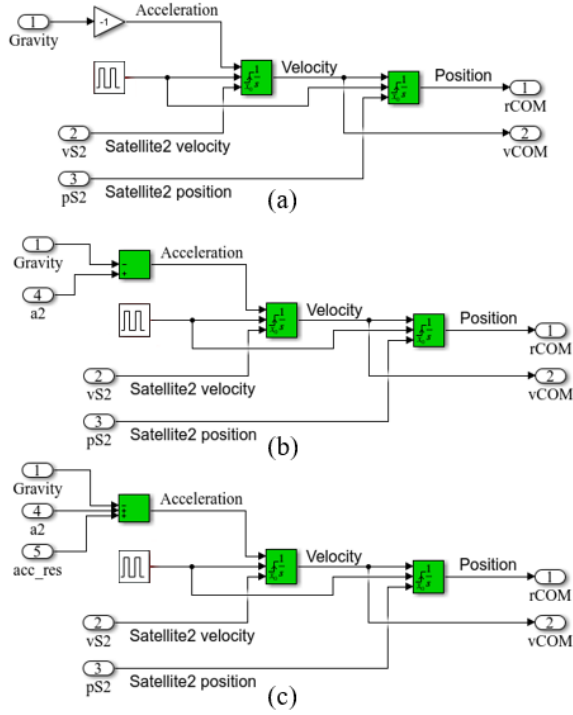 1
Gravity
-1
Acceleration
Velocity
Position
1
rCOM
2
vS2
Satellite2 velocity
2
vCOM
3
pS2
Satellite2 position
(a)
1
Gravity
4
a2
Acceleration
Velocity
Position
1
rCOM
2
vS2
Satellite2 velocity
2
vCOM
3
pS2
Satellite2 position
(b)
1
Gravity
4
a2
5
acc_res
Acceleration
Velocity
Position
1
rCOM
2
vS2
Satellite2 velocity
2
vCOM
3
pS2
Satellite2 position
(c)